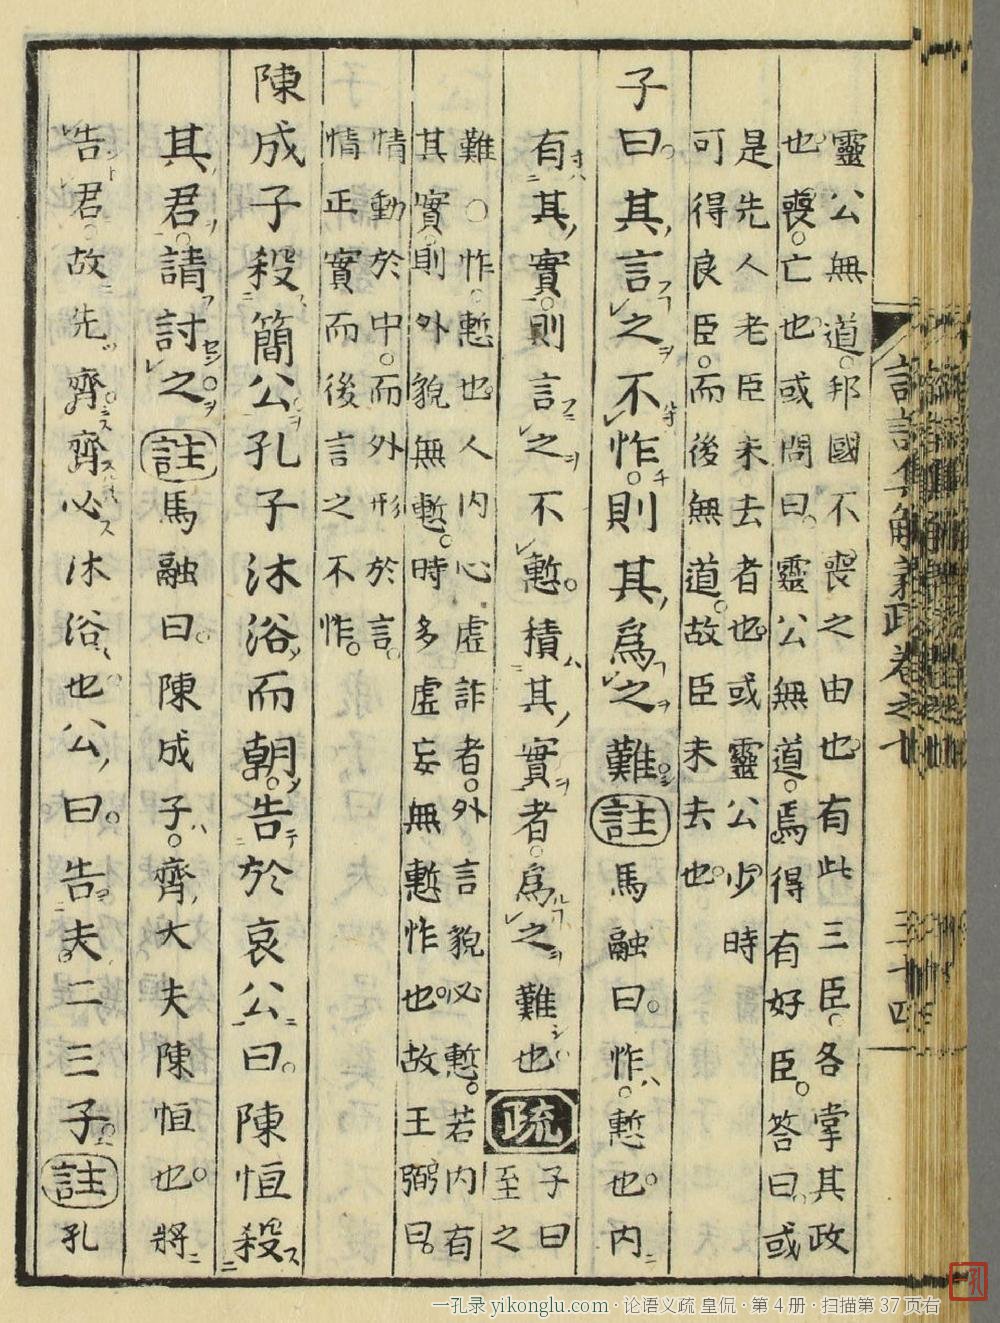 靈公無道邦國不喪之由也有此三臣各掌其政
也喪亡也或問曰靈公無道焉得有好臣答曰或
是先人老臣未去者也或靈公少時
可得良臣而後無道故臣未去也
子曰其言之不怍則其爲之難註馬融曰怍慙也內
有其實則言之不慙積其實者爲之難也疏子曰
至之
難○怍慙也人内心虛詐者外言貌必慙若内有
其實則外貌無慙時多虛妄無慙怍也故王弼曰
情動於中而外形於言
情正實而後言之不怍
陳成子殺簡公孔子沐浴而朝告於哀公曰陳恒殺
其君請討之註馬融曰陳成子齊大夫陳恒也將
告君故先齊齊必沐浴也公曰告夫二三子註孔
論語集解義疏卷之七
三十四
一孔录 yikonglu.com · 论语义疏 皇侃 · 第 4 册 · 扫描第 37 页右